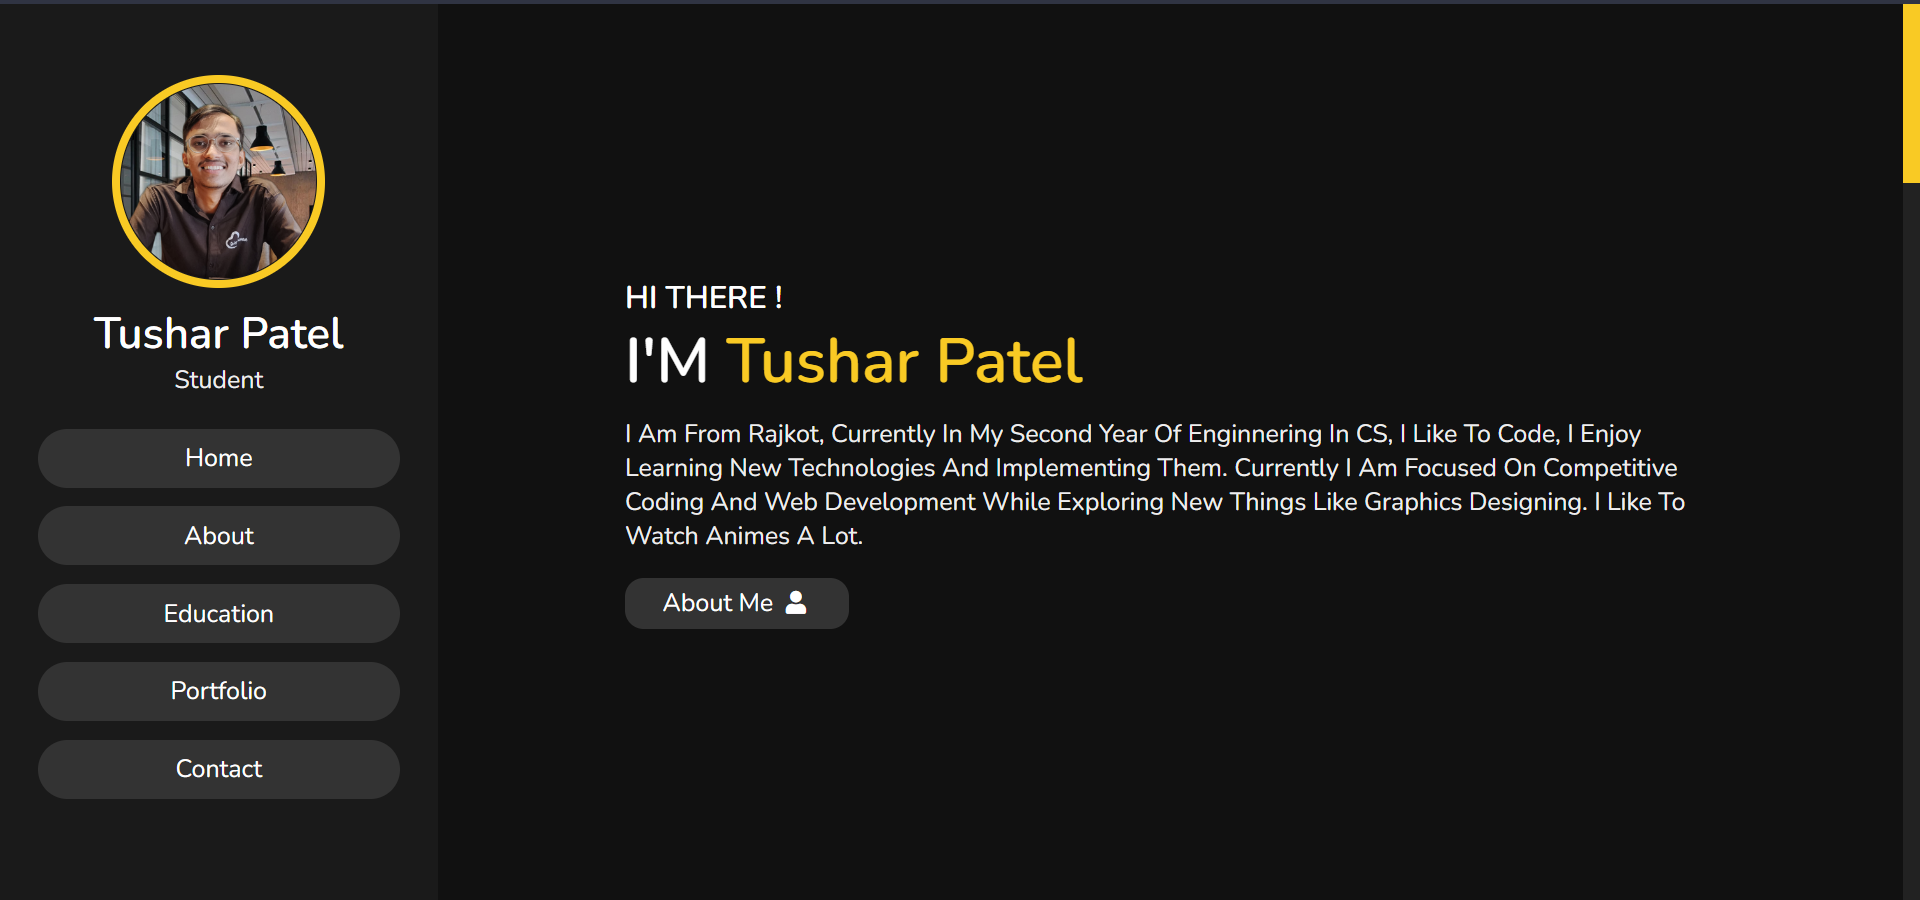 Tushar Patel
Student
Home
About
Education
Portfolio
Contact
HI THERE !
I'M Tushar Patel
I Am From Rajkot, Currently In My Second Year Of Enginnering In CS, I Like To Code, I Enjoy
Learning New Technologies And Implementing Them. Currently I Am Focused On Competitive
Coding And Web Development While Exploring New Things Like Graphics Designing. I Like To
Watch Animes A Lot.
About Me